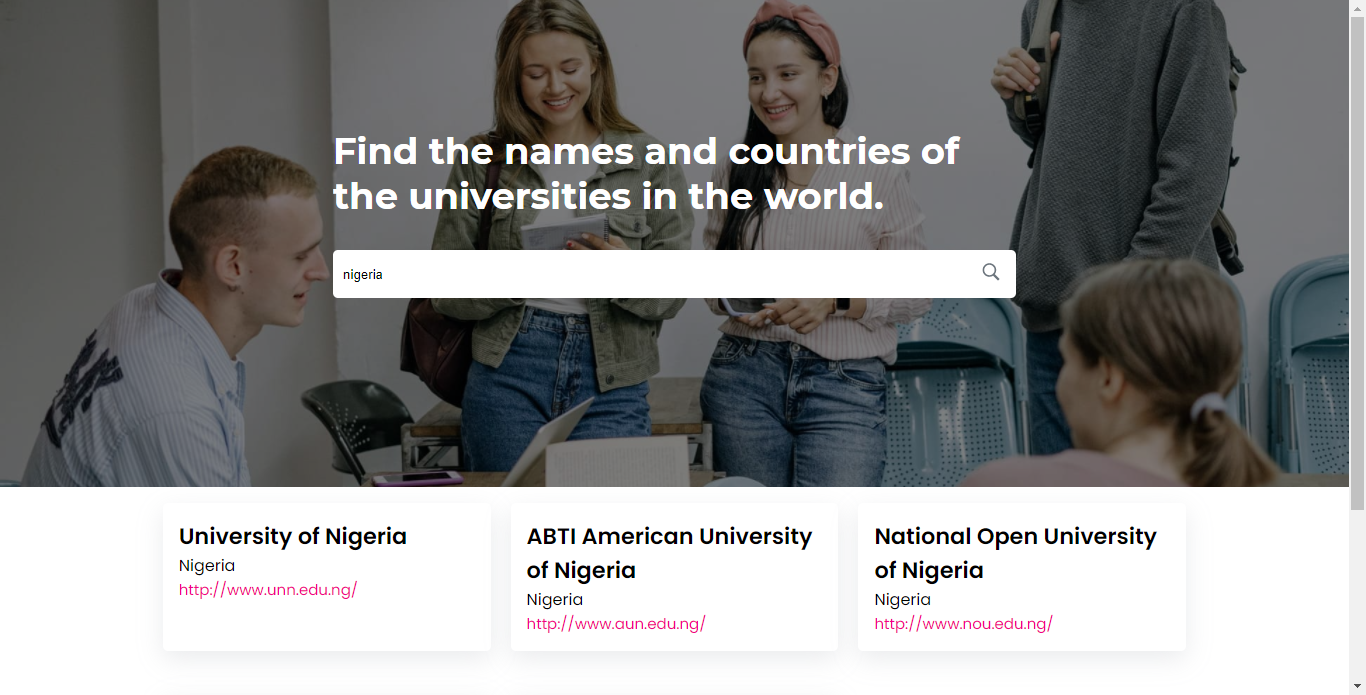 Find the names and countries of
the universities in the world.
nigeria
University of Nigeria
Nigeria
http://www.unn.edu.ng/
ABTI American University
of Nigeria
Nigeria
http://www.aun.edu.ng/
National Open University
of Nigeria
Nigeria
http://www.nou.edu.ng/